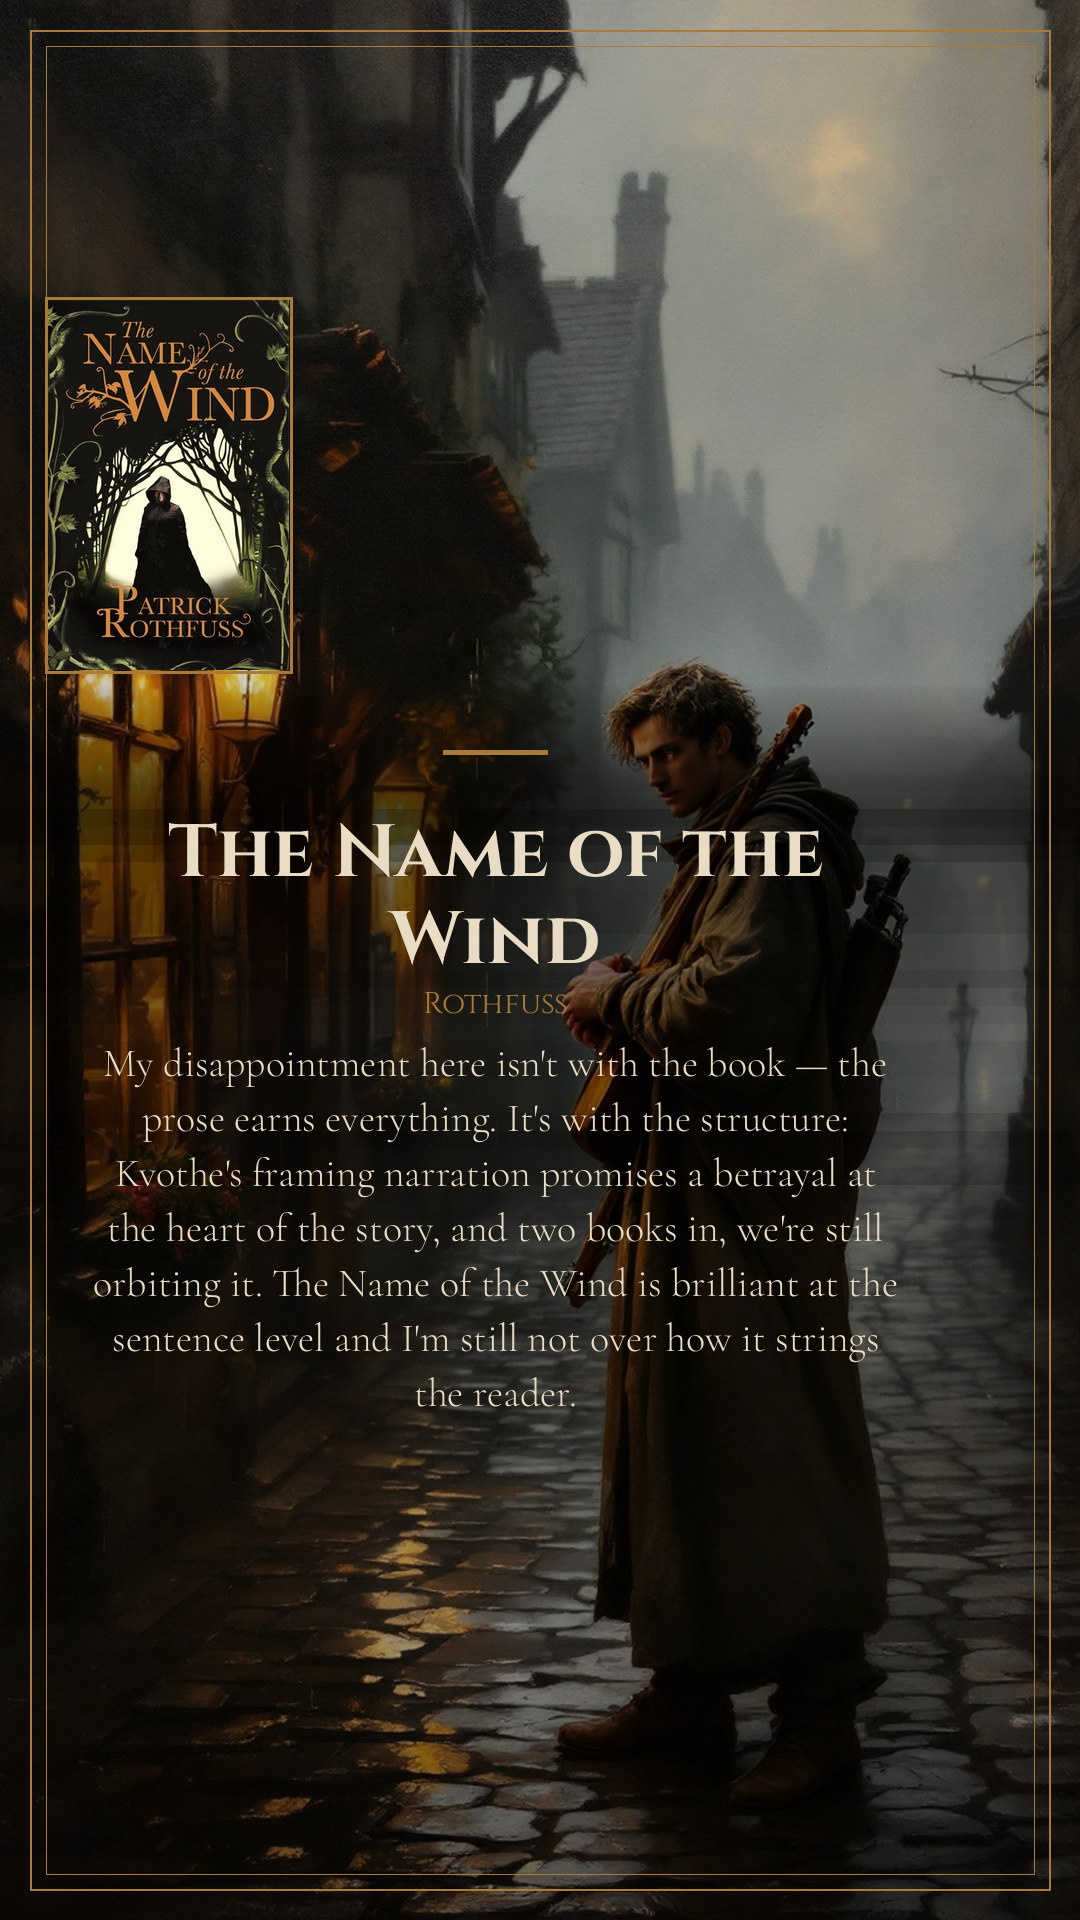 The
NAME
of the
WIND
PATRICK
ROTHFUSS
THE NAME OF THE
WIND
ROTHFUSS
My disappointment here isn't with the book — the
prose earns everything. It's with the structure:
Kvothe's framing narration promises a betrayal at
the heart of the story, and two books in, we're still
orbiting it. The Name of the Wind is brilliant at the
sentence level and I'm still not over how it strings
the reader.